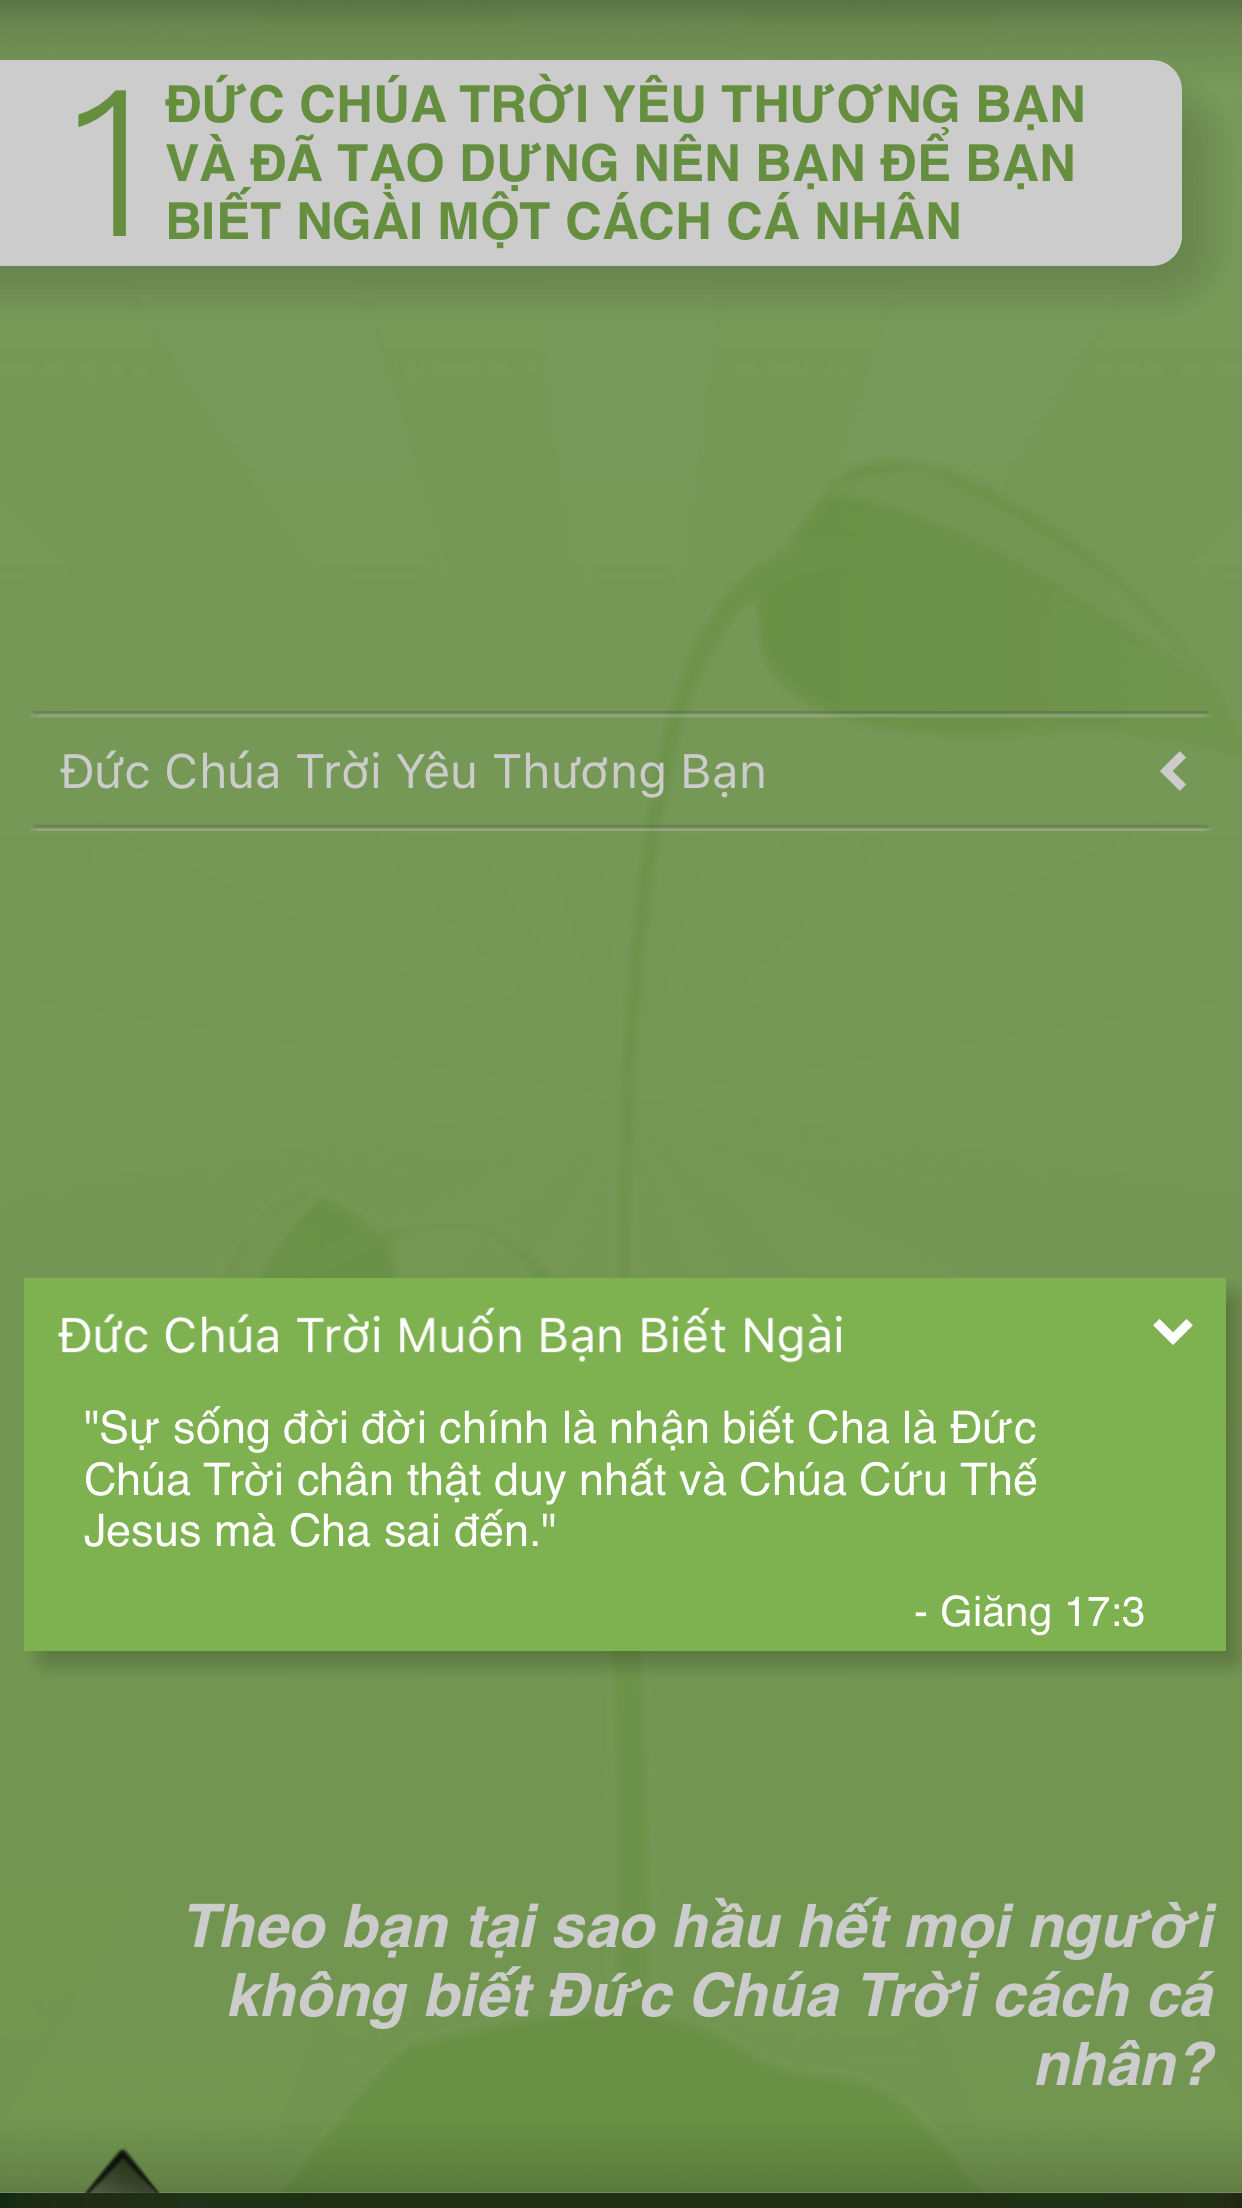 1
ĐỨC CHÚA TRỜI YÊU THƯƠNG BẠN
VÀ ĐÃ TẠO DỰNG NÊN BẠN ĐỂ BẠN
BIẾT NGÀI MỘT CÁCH CÁ NHÂN
Đức Chúa Trời Yêu Thương Bạn
Đức Chúa Trời Muốn Bạn Biết Ngài
"Sự sống đời đời chính là nhận biết Cha là Đức
Chúa Trời chân thật duy nhất và Chúa Cứu Thế
Jesus mà Cha sai đến."
- Giăng 17:3
Theo bạn tại sao hầu hết mọi người
không biết Đức Chúa Trời cách cá
nhân?